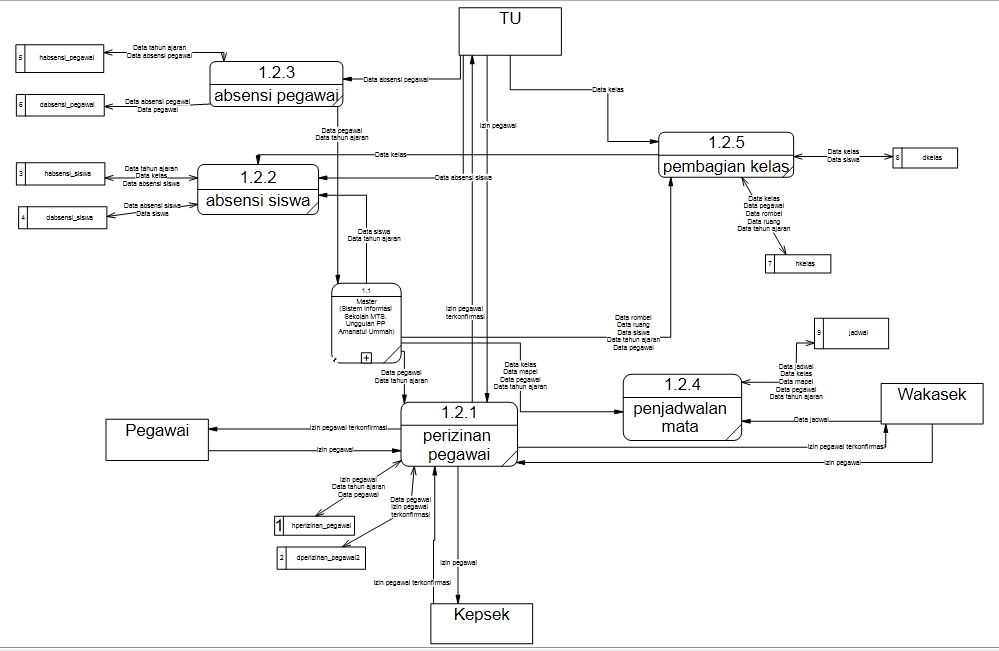 TU
5
habsensi_pegawai
Data tahun ajaran
Data absensi pegawai
1.2.3
absensi pegawai
Data absensi pegawai
Data kelas
6
dabsensi_pegawai
Data absensi pegawai
Data pegawai
Data pegawai
Data tahun ajaran
Izin pegawai
1.2.5
pembagian kelas
Data kelas
Data kelas
Data siswa
8
dkelas
3
habsensi_siswa
Data tahun ajaran
Data kelas
Data absensi siswa
1.2.2
absensi siswa
Data absensi siswa
4
dabsensi_siswa
Data absensi siswa
Data siswa
Data kelas
Data pegawai
Data rombel
Data ruang
Data tahun ajaran
Data siswa
Data tahun ajaran
7
hkelas
1.1
Master
(Sistem Informasi
Sekolah MTS.
Unggulan PP
Amanatul Ummah)
Izin pegawai
terkonfirmasi
Data rombel
Data ruang
Data siswa
Data tahun ajaran
Data pegawai
9
jadwal
Data pegawai
Data tahun ajaran
Data kelas
Data mapel
Data pegawai
Data tahun ajaran
Data jadwal
Data kelas
Data mapel
Data pegawai
Data tahun ajaran
1.2.4
penjadwalan
mata
Wakasek
Data jadwal
Pegawai
Izin pegawai terkonfirmasi
Izin pegawai
1.2.1
perizinan
pegawai
Izin pegawai terkonfirmasi
Izin pegawai
Izin pegawai
Data tahun ajaran
Data pegawai
Data pegawai
Izin pegawai
terkonfirmasi
1
hperizinan_pegawai
2
dperizinan_pegawai2
Izin pegawai
Izin pegawai terkonfirmasi
Kepsek